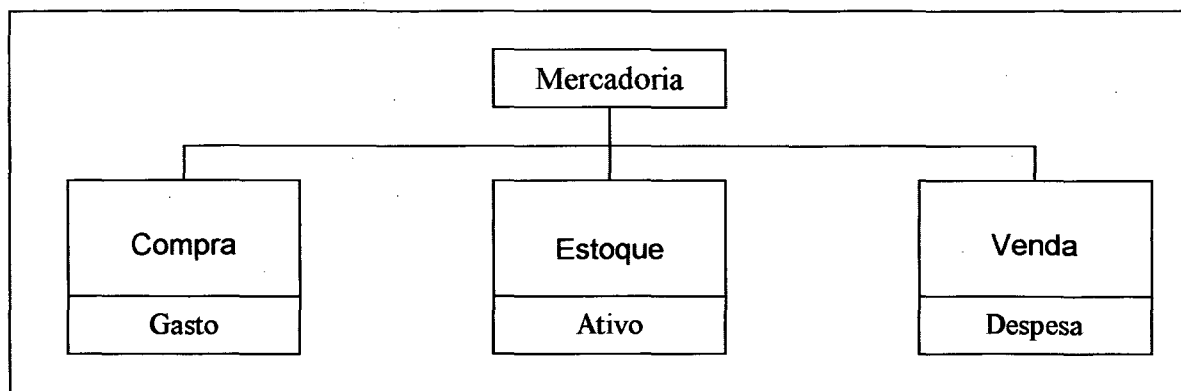 Mercadoria
Compra
Gasto
Estoque
Ativo
Venda
Despesa